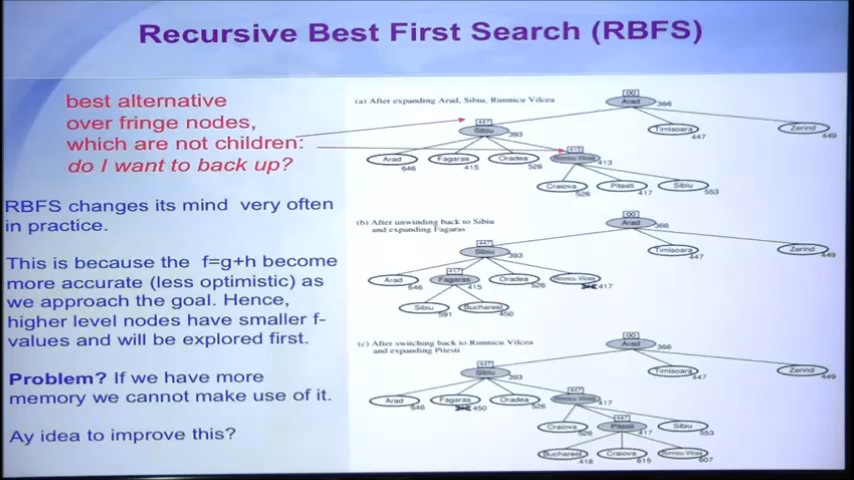 Recursive Best First Search (RBFS)
best alternative
over fringe nodes,
which are not children:
do I want to back up?
RBFS changes its mind very often
in practice.
This is because the f=g+h become
more accurate (less optimistic) as
we approach the goal. Hence,
higher level nodes have smaller f-
values and will be explored first.
Problem? If we have more
memory we cannot make use of it.
Ay idea to improve this?
(a) After expanding Arad, Sibiu, Rimnicu Vilcea
Arad 366
447
Sibiu 393
Timisoara 447
Zerind 449
415
Arad 646
Fagaras 415
Oradea 526
Rimnicu Vilcea 413
Craiova 526
Pitesti 417
Sibiu 553
(b) After unwinding back to Sibiu
and expanding Fagaras
Arad 366
447
Sibiu 393
Timisoara 447
Zerind 449
417
Arad 646
Fagaras 415
Oradea 526
Rimnicu Vilcea 417
Sibiu 591
Bucharest 450
(c) After switching back to Rimnicu Vilcea
and expanding Pitesti
Arad 366
447
Sibiu 393
Timisoara 447
Zerind 449
447
Arad 646
Fagaras 450
Oradea 526
Rimnicu Vilcea 417
447
Craiova 526
Pitesti 417
Sibiu 553
Bucharest 418
Craiova 615
Rimnicu Vilcea 607